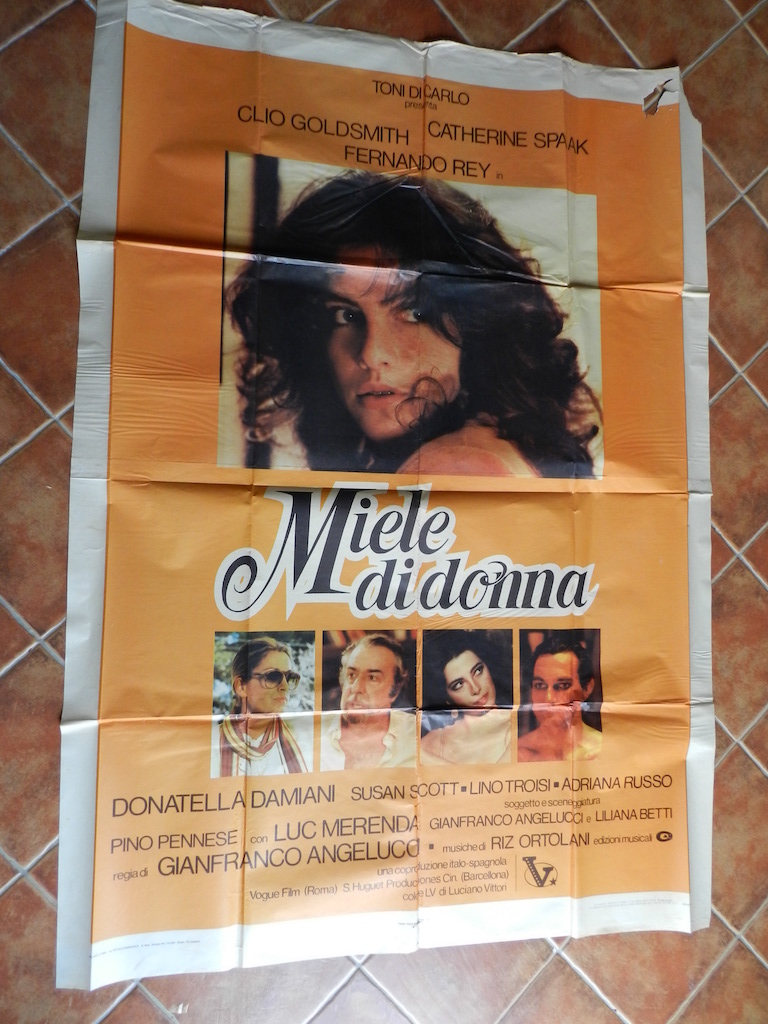 TONI DI CARLO
presenta
CLIO GOLDSMITH CATHERINE SPAAK
FERNANDO REY in
Miele
di donna
DONATELLA DAMIANI SUSAN SCOTT ▪ LINO TROISI ▪ ADRIANA RUSSO
soggetto e sceneggiatura
PINO PENNESE con LUC MERENDA GIANFRANCO ANGELUCCI e LILIANA BETTI
regia di GIANFRANCO ANGELUCCI ▪ musiche di RIZ ORTOLANI edizioni musicali
una coproduzione italo-spagnola
Vogue Film (Roma) S. Huguet Producciones Cin. (Barcelona)
colore LV di Luciano Vittori
V